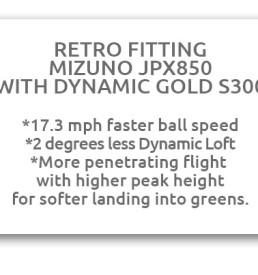 RETRO FITTING
MIZUNO JPX850
WITH DYNAMIC GOLD S300
*17.3 mph faster ball speed
*2 degrees less Dynamic Loft
*More penetrating flight
with higher peak height
for softer landing into greens.